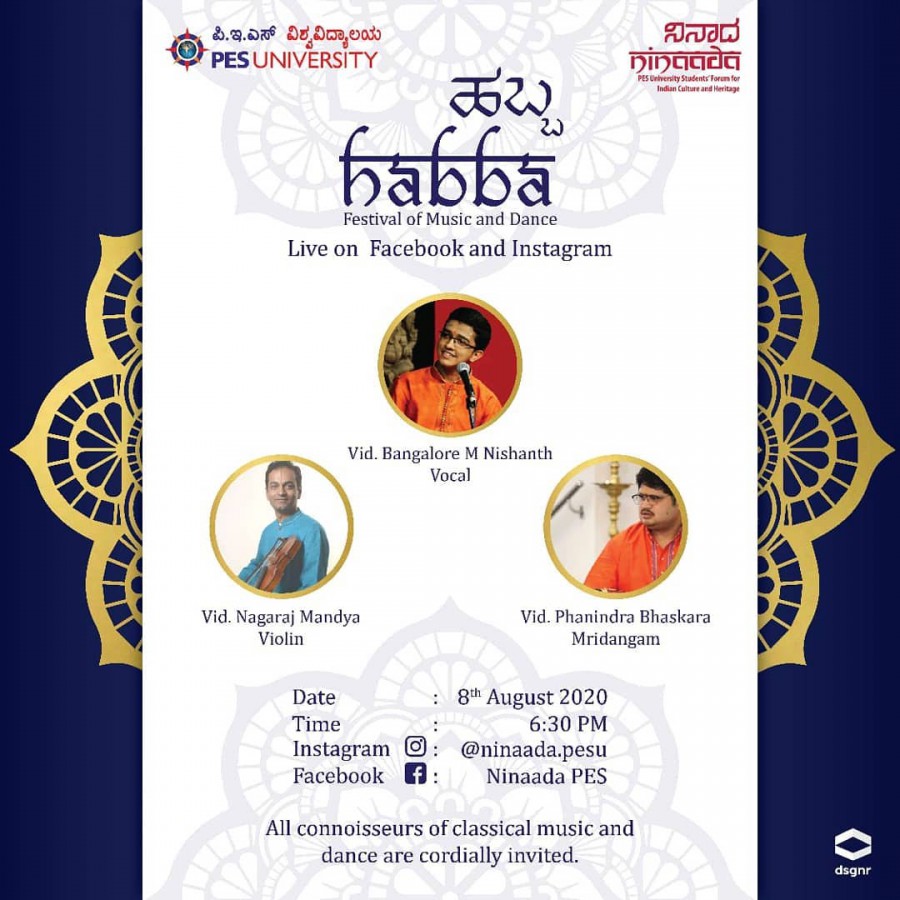 ಪಿ.ಇ.ಎಸ್ ವಿಶ್ವವಿದ್ಯಾಲಯ
PES UNIVERSITY
ನಿನಾದ
ninaada
PES University Students' Forum for
Indian Culture and Heritage
ಹಬ್ಬ
habba
Festival of Music and Dance
Live on Facebook and Instagram
Vid. Bangalore M Nishanth
Vocal
Vid. Nagaraj Mandya
Violin
Vid. Phanindra Bhaskara
Mridangam
Date : 8th August 2020
Time : 6:30 PM
Instagram : @ninaada.pesu
Facebook : Ninaada PES
All connoisseurs of classical music and
dance are cordially invited.
dsgnr